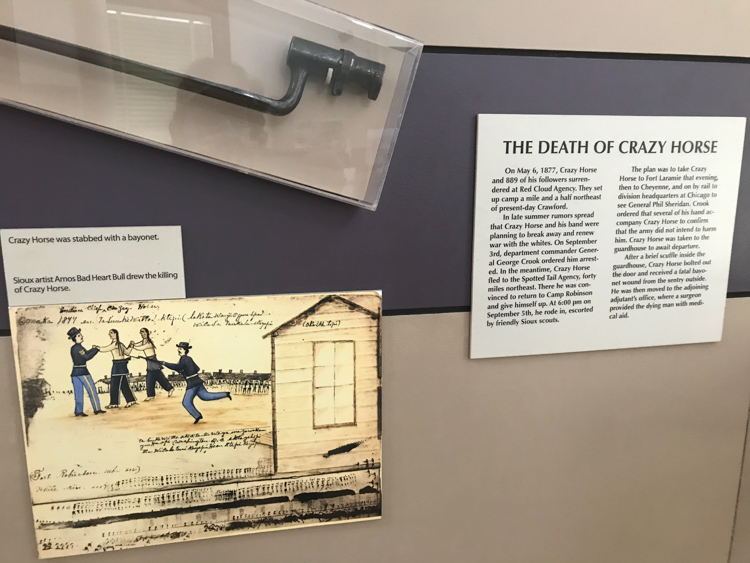 THE DEATH OF CRAZY HORSE
On May 6, 1877, Crazy Horse
and 889 of his followers surren-
dered at Red Cloud Agency. They set
up camp a mile and a half northeast
of present-day Crawford.
In late summer rumors spread
that Crazy Horse and his band were
planning to break away and renew
war with the whites. On September
3rd, department commander Gener-
al George Crook ordered him arrest-
ed. In the meantime, Crazy Horse
fled to the Spotted Tail Agency, forty
miles northeast. There he was con-
vinced to return to Camp Robinson
and give himself up. At 6:00 pm on
September 5th, he rode in, escorted
by friendly Sioux scouts.
The plan was to take Crazy
Horse to Fort Laramie that evening,
then to Cheyenne, and on by rail to
division headquarters at Chicago to
see General Phil Sheridan. Crook
ordered that several of his band ac-
company Crazy Horse to confirm
that the army did not intend to harm
him. Crazy Horse was taken to the
guardhouse to await departure.
After a brief scuffle inside the
guardhouse, Crazy Horse bolted out
the door and received a fatal bayo-
net wound from the sentry outside.
He was then moved to the adjoining
adjutant's office, where a surgeon
provided the dying man with medi-
cal aid.
Crazy Horse was stabbed with a bayonet.
Sioux artist Amos Bad Heart Bull drew the killing
of Crazy Horse.
Horse
1877
Fort Robinson